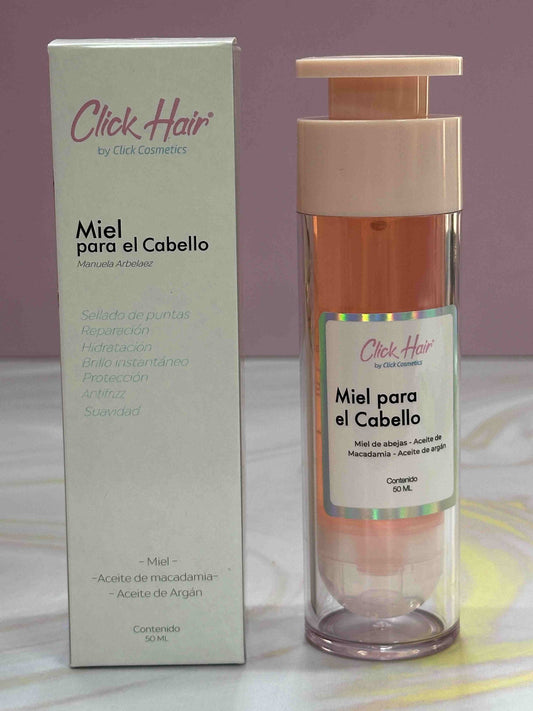 Click Hair®
by Click Cosmetics
Miel
para el Cabello
Manuela Arbelaez
Sellado de puntas
Reparación
Hidratación
Brillo instantáneo
Protección
Antifrizz
Suavidad
- Miel -
-Aceite de macadamia-
- Aceite de Argán
Contenido
50 ML
Click Hair®
by Click Cosmetics
Miel para
el Cabello
Miel de abejas - Aceite de
Macadamia - Aceite de argán
Contenido
50 ML